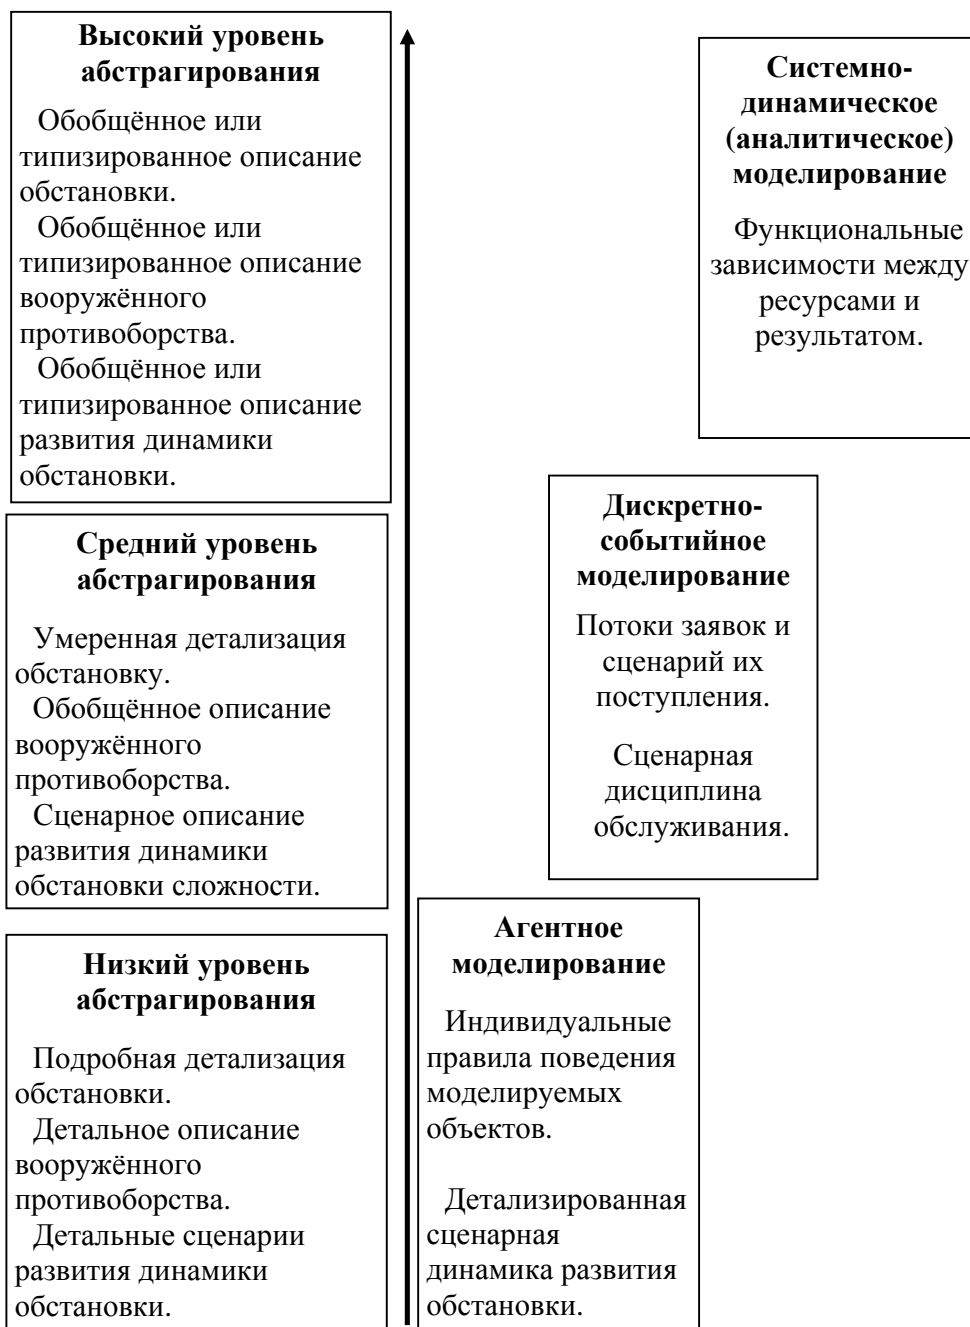 Высокий уровень
абстрагирования
Обобщённое или
типизированное описание
обстановки.
Обобщённое или
типизированное описание
вооружённого
противоборства.
Обобщённое или
типизированное описание
развития динамики
обстановки.
Системно-
динамическое
(аналитическое)
моделирование
Функциональные
зависимости между
ресурсами и
результатом.
Средний уровень
абстрагирования
Умеренная детализация
обстановку.
Обобщённое описание
вооружённого
противоборства.
Сценарное описание
развития динамики
обстановки сложности.
Дискретно-
событийное
моделирование
Потоки заявок и
сценарий их
поступления.
Сценарная
дисциплина
обслуживания.
Низкий уровень
абстрагирования
Подробная детализация
обстановки.
Детальное описание
вооружённого
противоборства.
Детальные сценарии
развития динамики
обстановки.
Агентное
моделирование
Индивидуальные
правила поведения
моделируемых
объектов.
Детализированная
сценарная
динамика развития
обстановки.